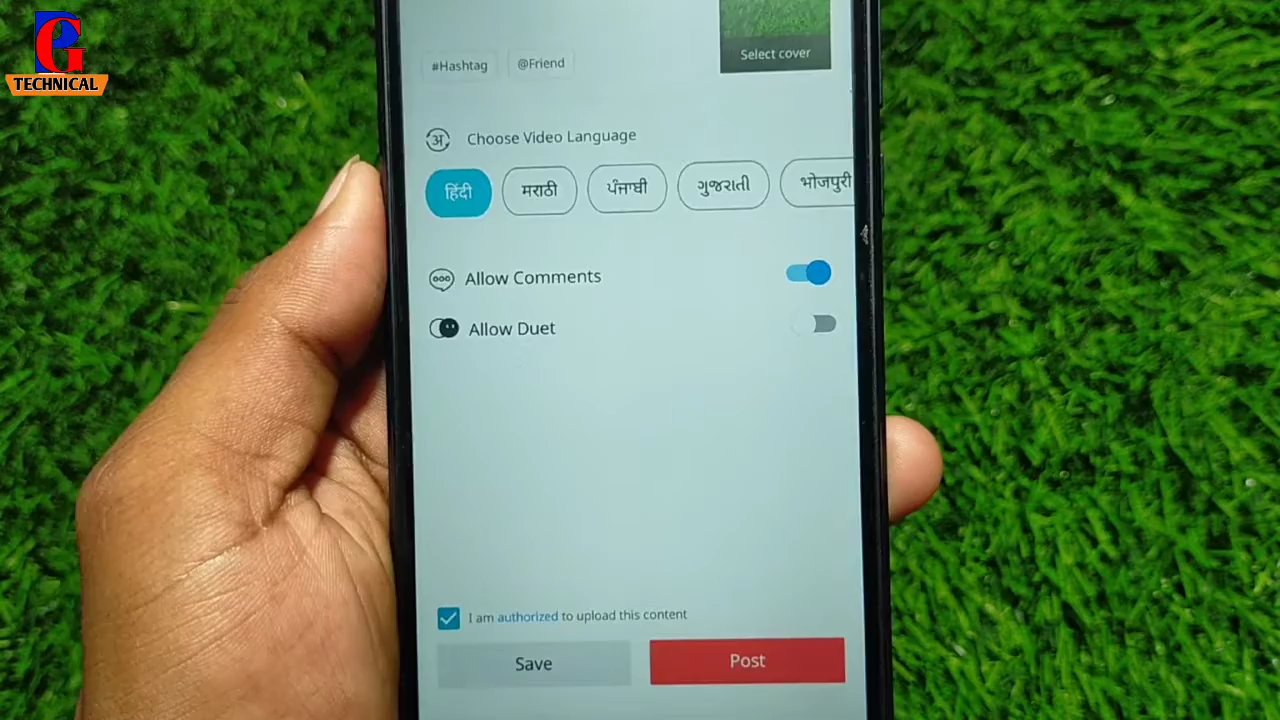 PG
TECHNICAL
Select cover
#Hashtag @Friend
Choose Video Language
हिंदी मराठी ਪੰਜਾਬੀ ગુજરાતી भोजपुरी
Allow Comments
Allow Duet
I am authorized to upload this content
Save Post